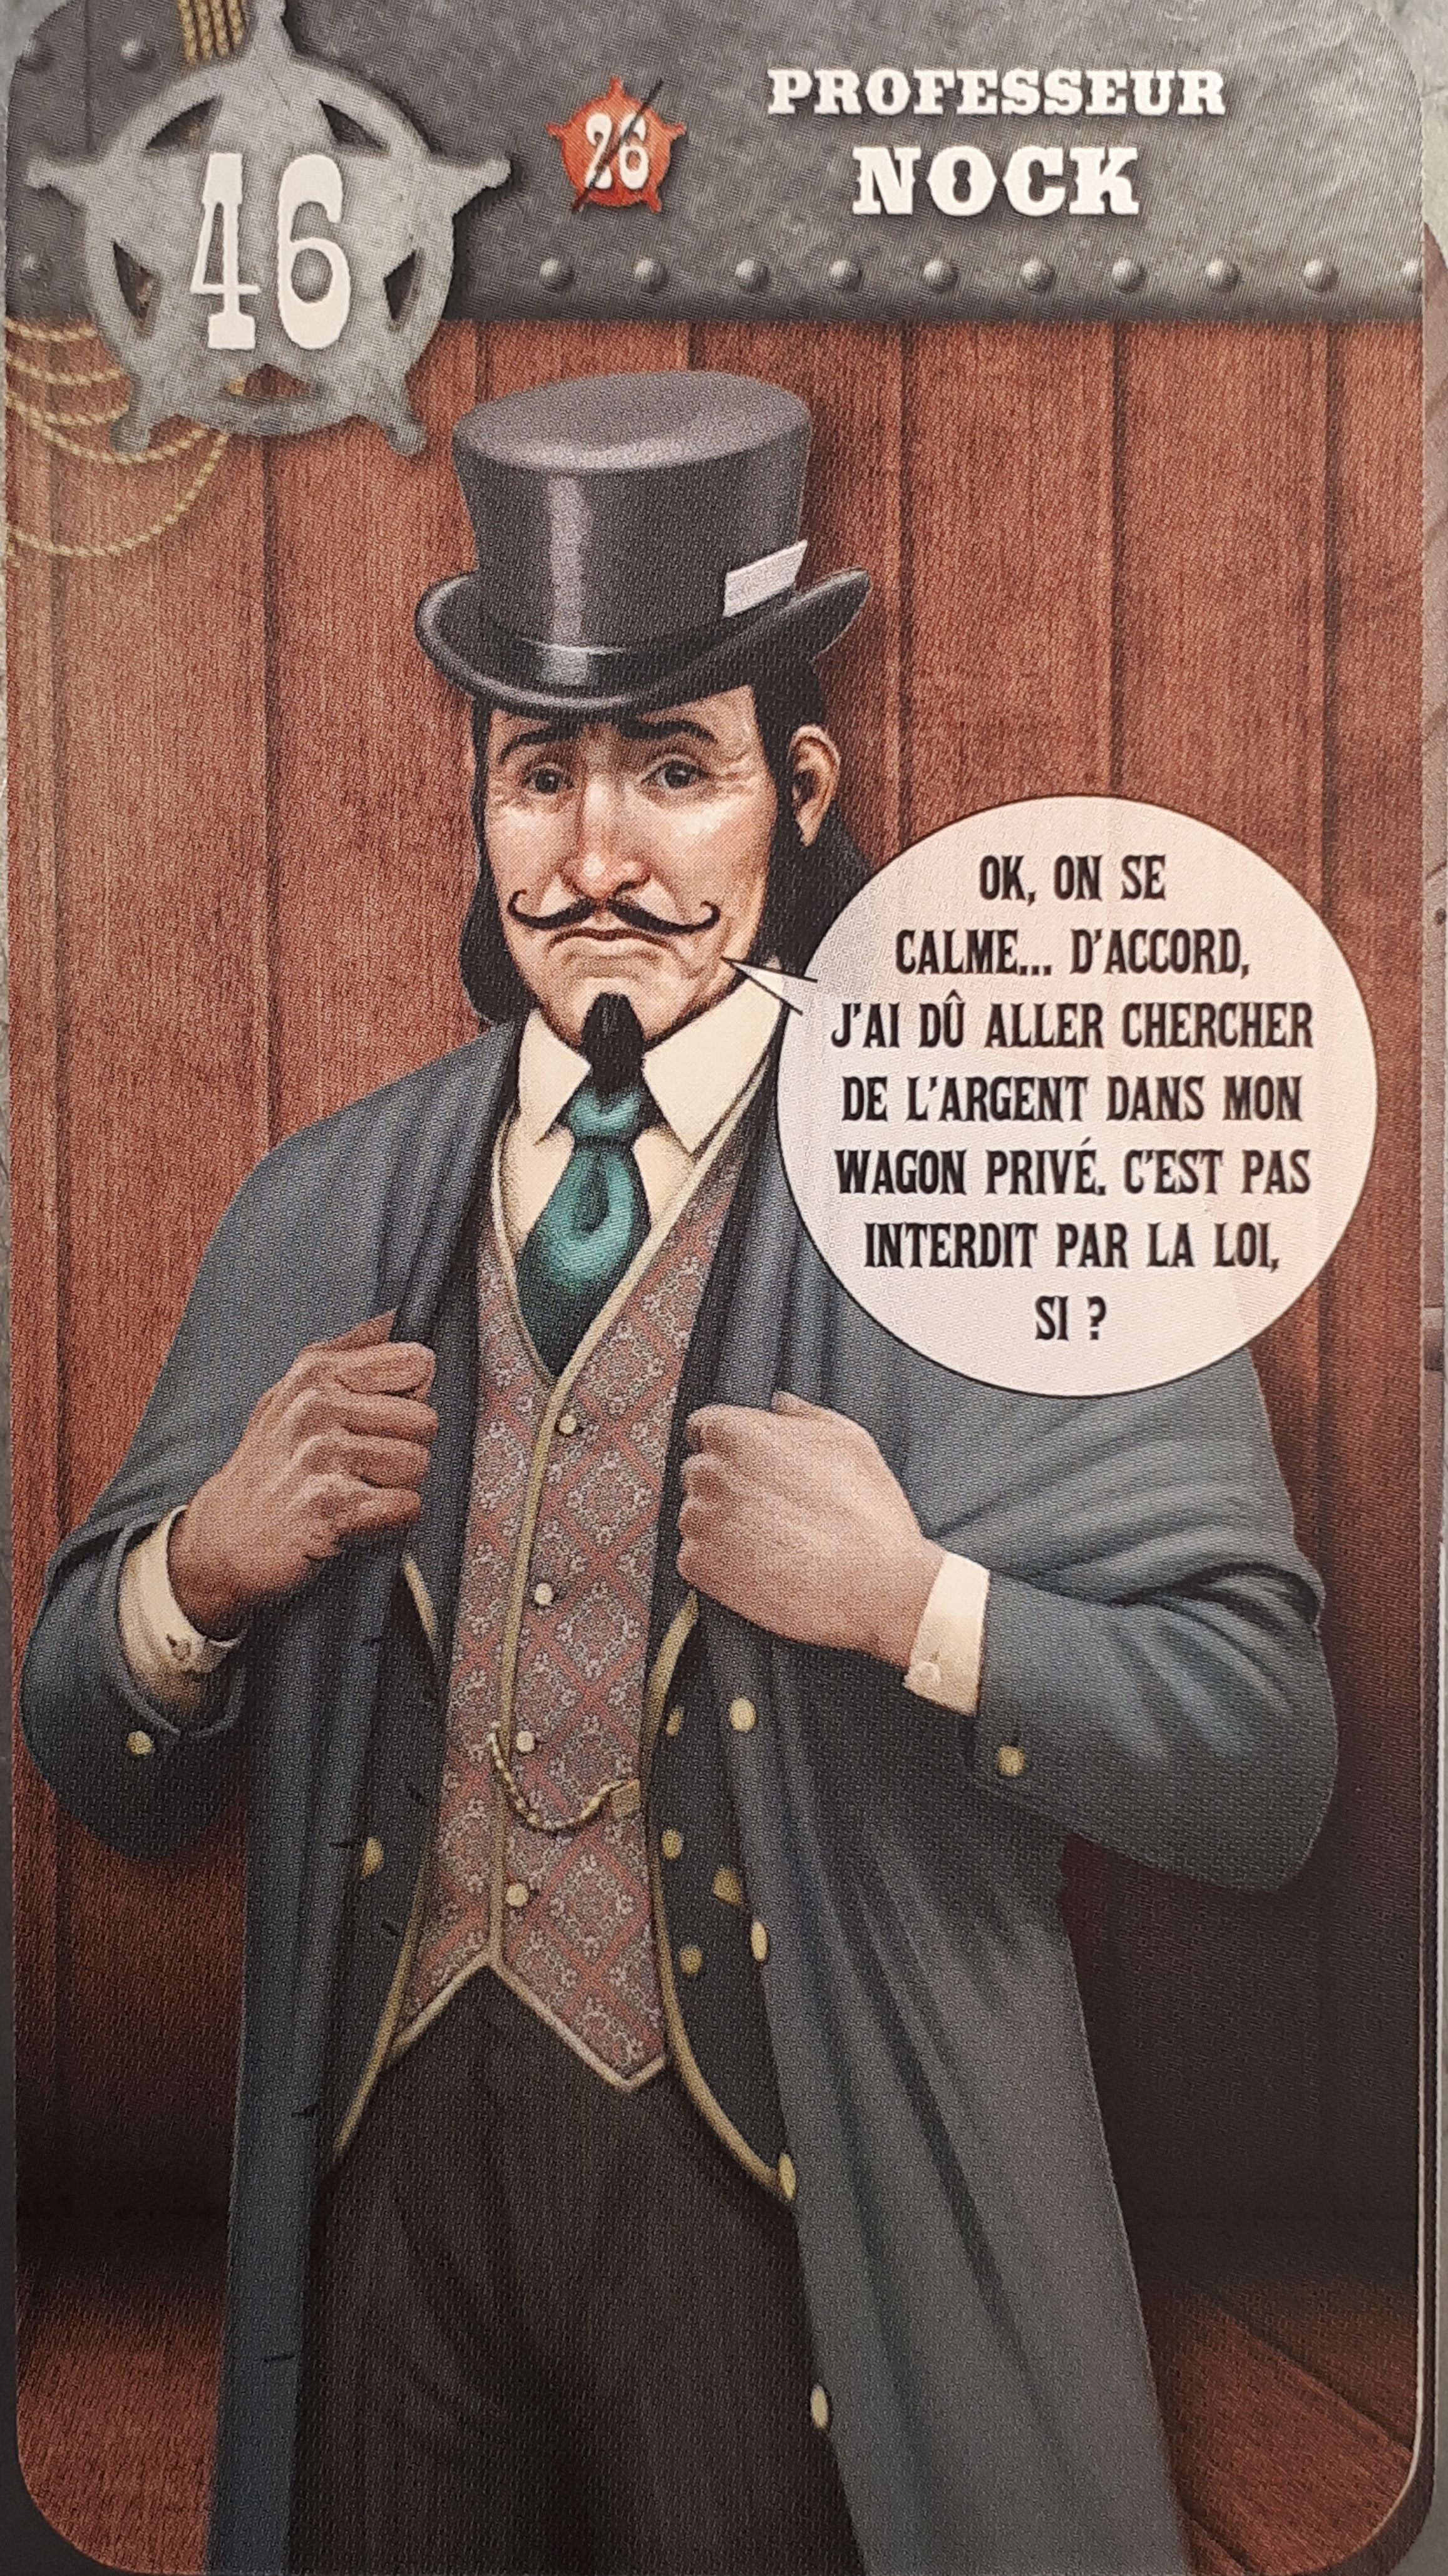 46
26
PROFESSEUR
NOCK
OK, ON SE
CALME... D'ACCORD,
J'AI DÛ ALLER CHERCHER
DE L'ARGENT DANS MON
WAGON PRIVÉ. C'EST PAS
INTERDIT PAR LA LOI,
SI ?